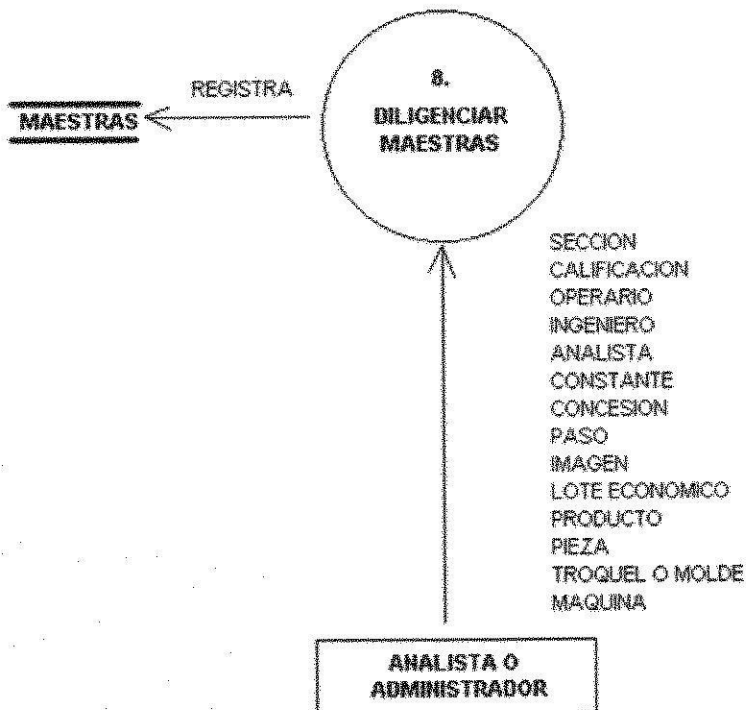 8.
REGISTRA
DILIGENCIAR
MAESTRAS
MAESTRAS
SECCION
CALIFICACION
OPERARIO
INGENIERO
ANALISTA
CONSTANTE
CONCESION
PASO
IMAGEN
LOTE ECONOMICO
PRODUCTO
PIEZA
TROQUEL O MOLDE
MAQUINA
ANALISTA O
ADMINISTRADOR